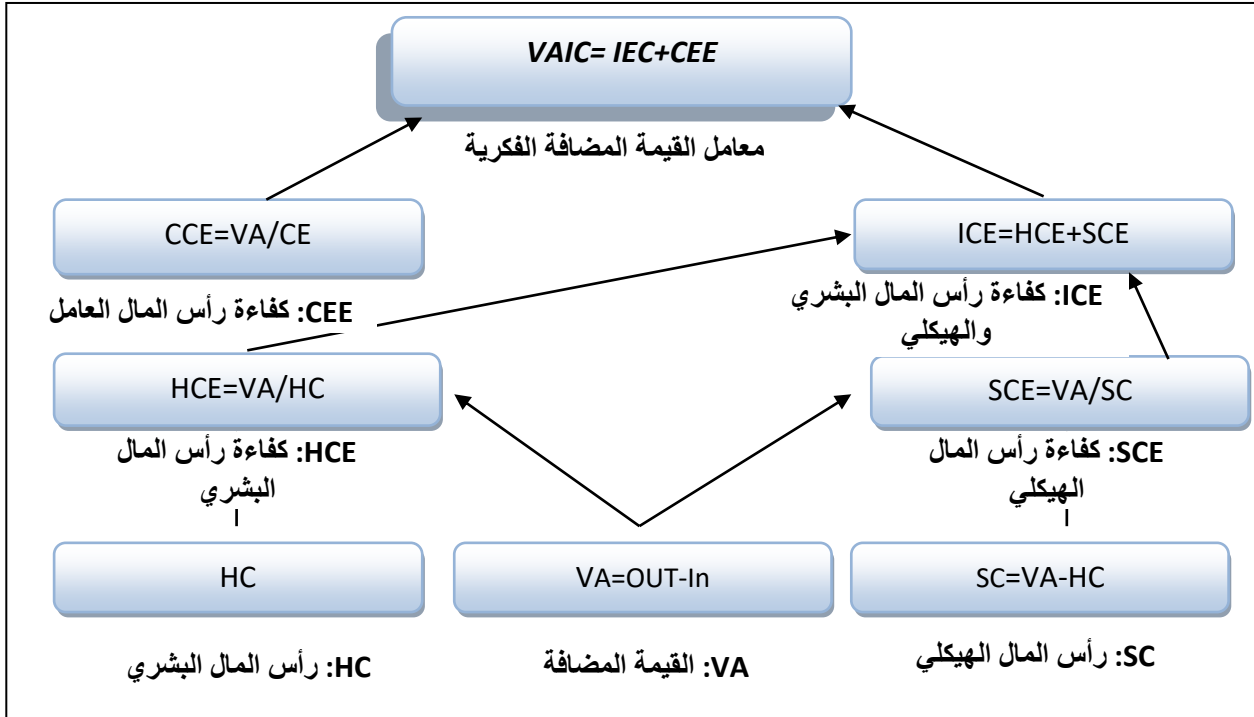 VAIC= IEC+CEE
معامل القيمة المضافة الفكرية
CCE=VA/CE
ICE=HCE+SCE
CEE: كفاءة رأس المال العامل
ICE: كفاءة رأس المال البشري
والهيكلي
HCE=VA/HC
SCE=VA/SC
HCE: كفاءة رأس المال
البشري
SCE: كفاءة رأس المال
الهيكلي
HC
VA=OUT-In
SC=VA-HC
HC: رأس المال البشري
VA: القيمة المضافة
SC: رأس المال الهيكلي